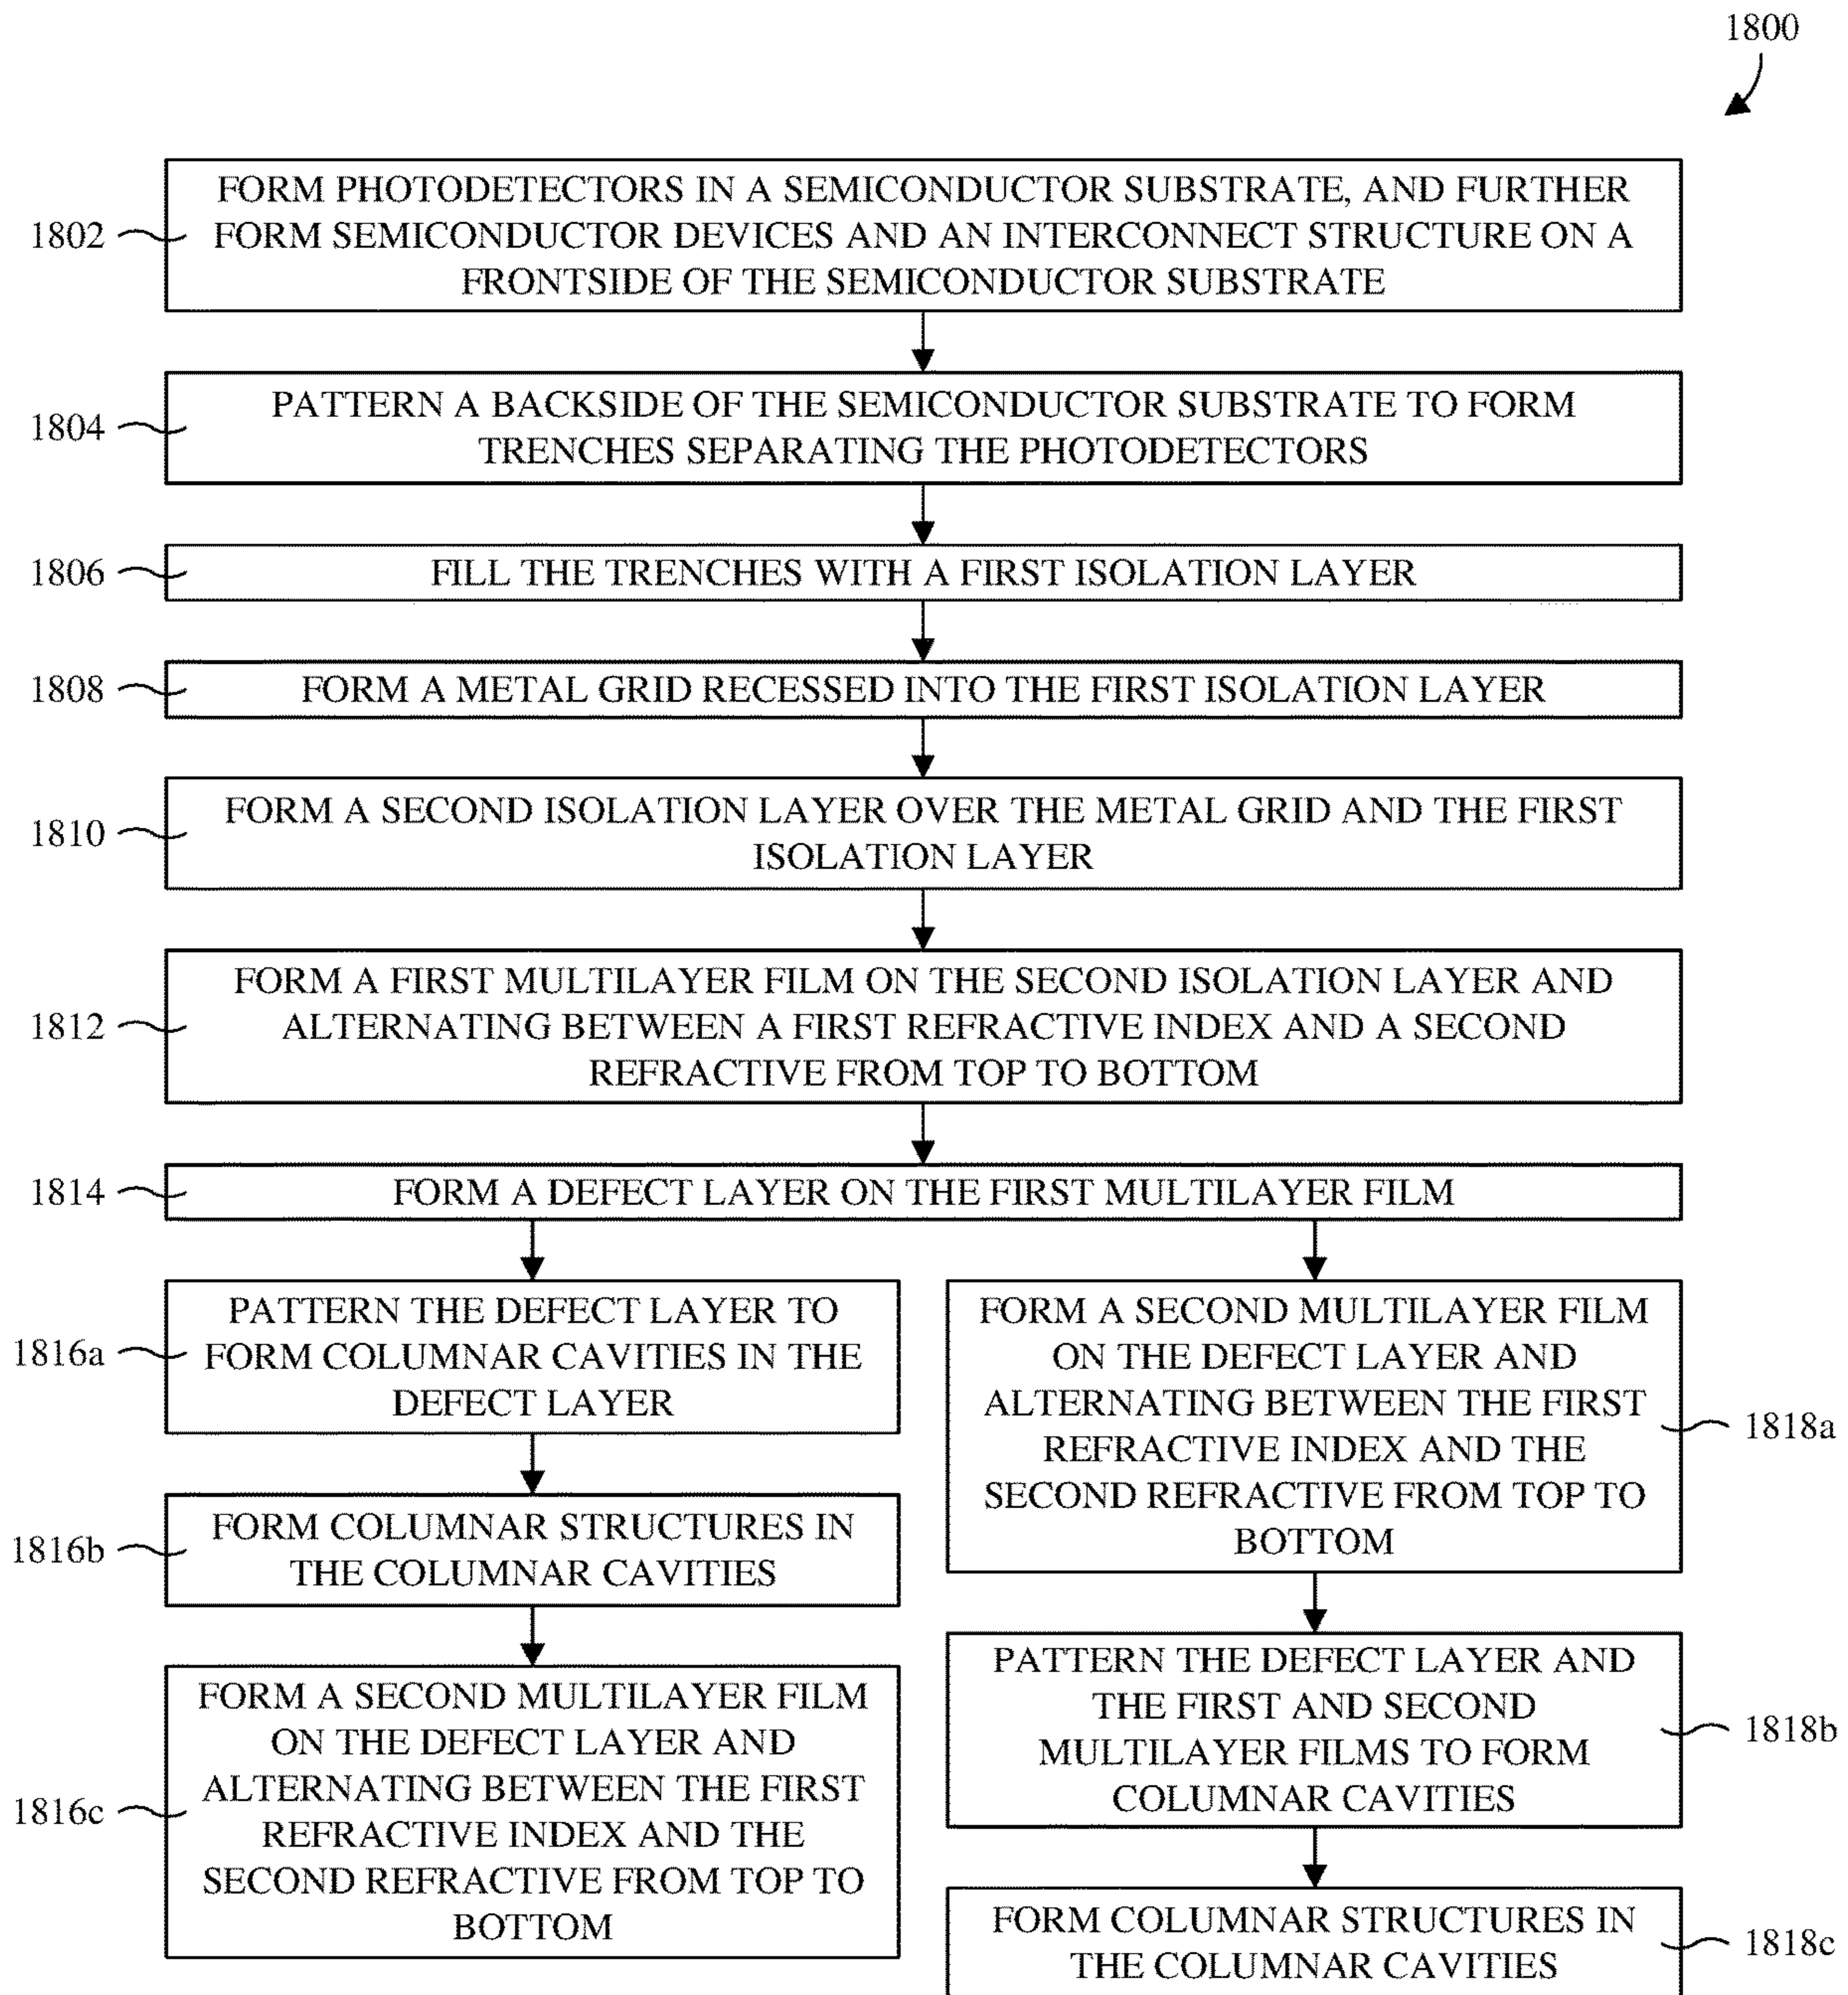 1800
1802
FORM PHOTODETECTORS IN A SEMICONDUCTOR SUBSTRATE, AND FURTHER
FORM SEMICONDUCTOR DEVICES AND AN INTERCONNECT STRUCTURE ON A
FRONTSIDE OF THE SEMICONDUCTOR SUBSTRATE
1804
PATTERN A BACKSIDE OF THE SEMICONDUCTOR SUBSTRATE TO FORM
TRENCHES SEPARATING THE PHOTODETECTORS
1806
FILL THE TRENCHES WITH A FIRST ISOLATION LAYER
1808
FORM A METAL GRID RECESSED INTO THE FIRST ISOLATION LAYER
1810
FORM A SECOND ISOLATION LAYER OVER THE METAL GRID AND THE FIRST
ISOLATION LAYER
1812
FORM A FIRST MULTILAYER FILM ON THE SECOND ISOLATION LAYER AND
ALTERNATING BETWEEN A FIRST REFRACTIVE INDEX AND A SECOND
REFRACTIVE FROM TOP TO BOTTOM
1814
FORM A DEFECT LAYER ON THE FIRST MULTILAYER FILM
1816a
PATTERN THE DEFECT LAYER TO
FORM COLUMNAR CAVITIES IN THE
DEFECT LAYER
1816b
FORM COLUMNAR STRUCTURES IN
THE COLUMNAR CAVITIES
1816c
FORM A SECOND MULTILAYER FILM
ON THE DEFECT LAYER AND
ALTERNATING BETWEEN THE FIRST
REFRACTIVE INDEX AND THE
SECOND REFRACTIVE FROM TOP TO
BOTTOM
FORM A SECOND MULTILAYER FILM
ON THE DEFECT LAYER AND
ALTERNATING BETWEEN THE FIRST
REFRACTIVE INDEX AND THE
SECOND REFRACTIVE FROM TOP TO
BOTTOM
1818a
PATTERN THE DEFECT LAYER AND
THE FIRST AND SECOND
MULTILAYER FILMS TO FORM
COLUMNAR CAVITIES
1818b
FORM COLUMNAR STRUCTURES IN
THE COLUMNAR CAVITIES
1818c